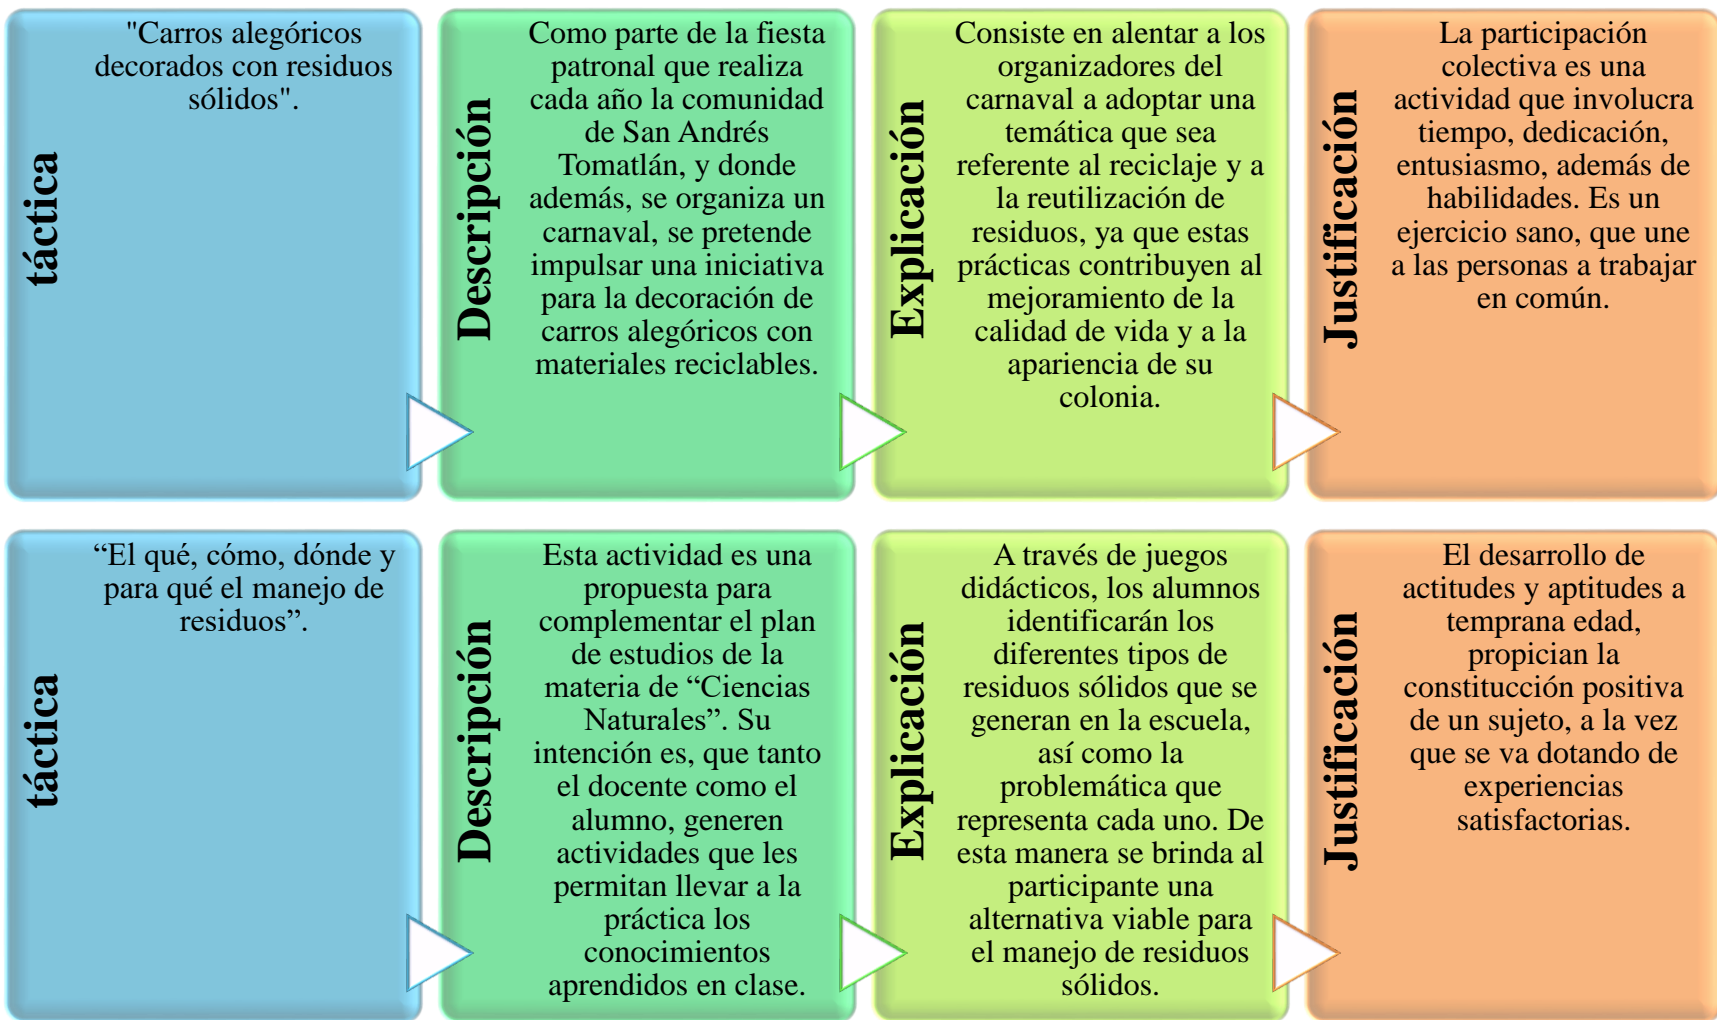 táctica
"Carros alegóricos
decorados con residuos
sólidos".
Descripción
Como parte de la fiesta
patronal que realiza
cada año la comunidad
de San Andrés
Tomatlán, y donde
además, se organiza un
carnaval, se pretende
impulsar una iniciativa
para la decoración de
carros alegóricos con
materiales reciclables.
Explicación
Consiste en alentar a los
organizadores del
carnaval a adoptar una
temática que sea
referente al reciclaje y a
la reutilización de
residuos, ya que estas
prácticas contribuyen al
mejoramiento de la
calidad de vida y a la
apariencia de su
colonia.
Justificación
La participación
colectiva es una
actividad que involucra
tiempo, dedicación,
entusiasmo, además de
habilidades. Es un
ejercicio sano, que une
a las personas a trabajar
en común.
táctica
“El qué, cómo, dónde y
para qué el manejo de
residuos”.
Descripción
Esta actividad es una
propuesta para
complementar el plan
de estudios de la
materia de “Ciencias
Naturales”. Su
intención es, que tanto
el docente como el
alumno, generen
actividades que les
permitan llevar a la
práctica los
conocimientos
aprendidos en clase.
Explicación
A través de juegos
didácticos, los alumnos
identificarán los
diferentes tipos de
residuos sólidos que se
generan en la escuela,
así como la
problemática que
representa cada uno. De
esta manera se brinda al
participante una
alternativa viable para
el manejo de residuos
sólidos.
Justificación
El desarrollo de
actitudes y aptitudes a
temprana edad,
propician la
constitucción positiva
de un sujeto, a la vez
que se va dotando de
experiencias
satisfactorias.